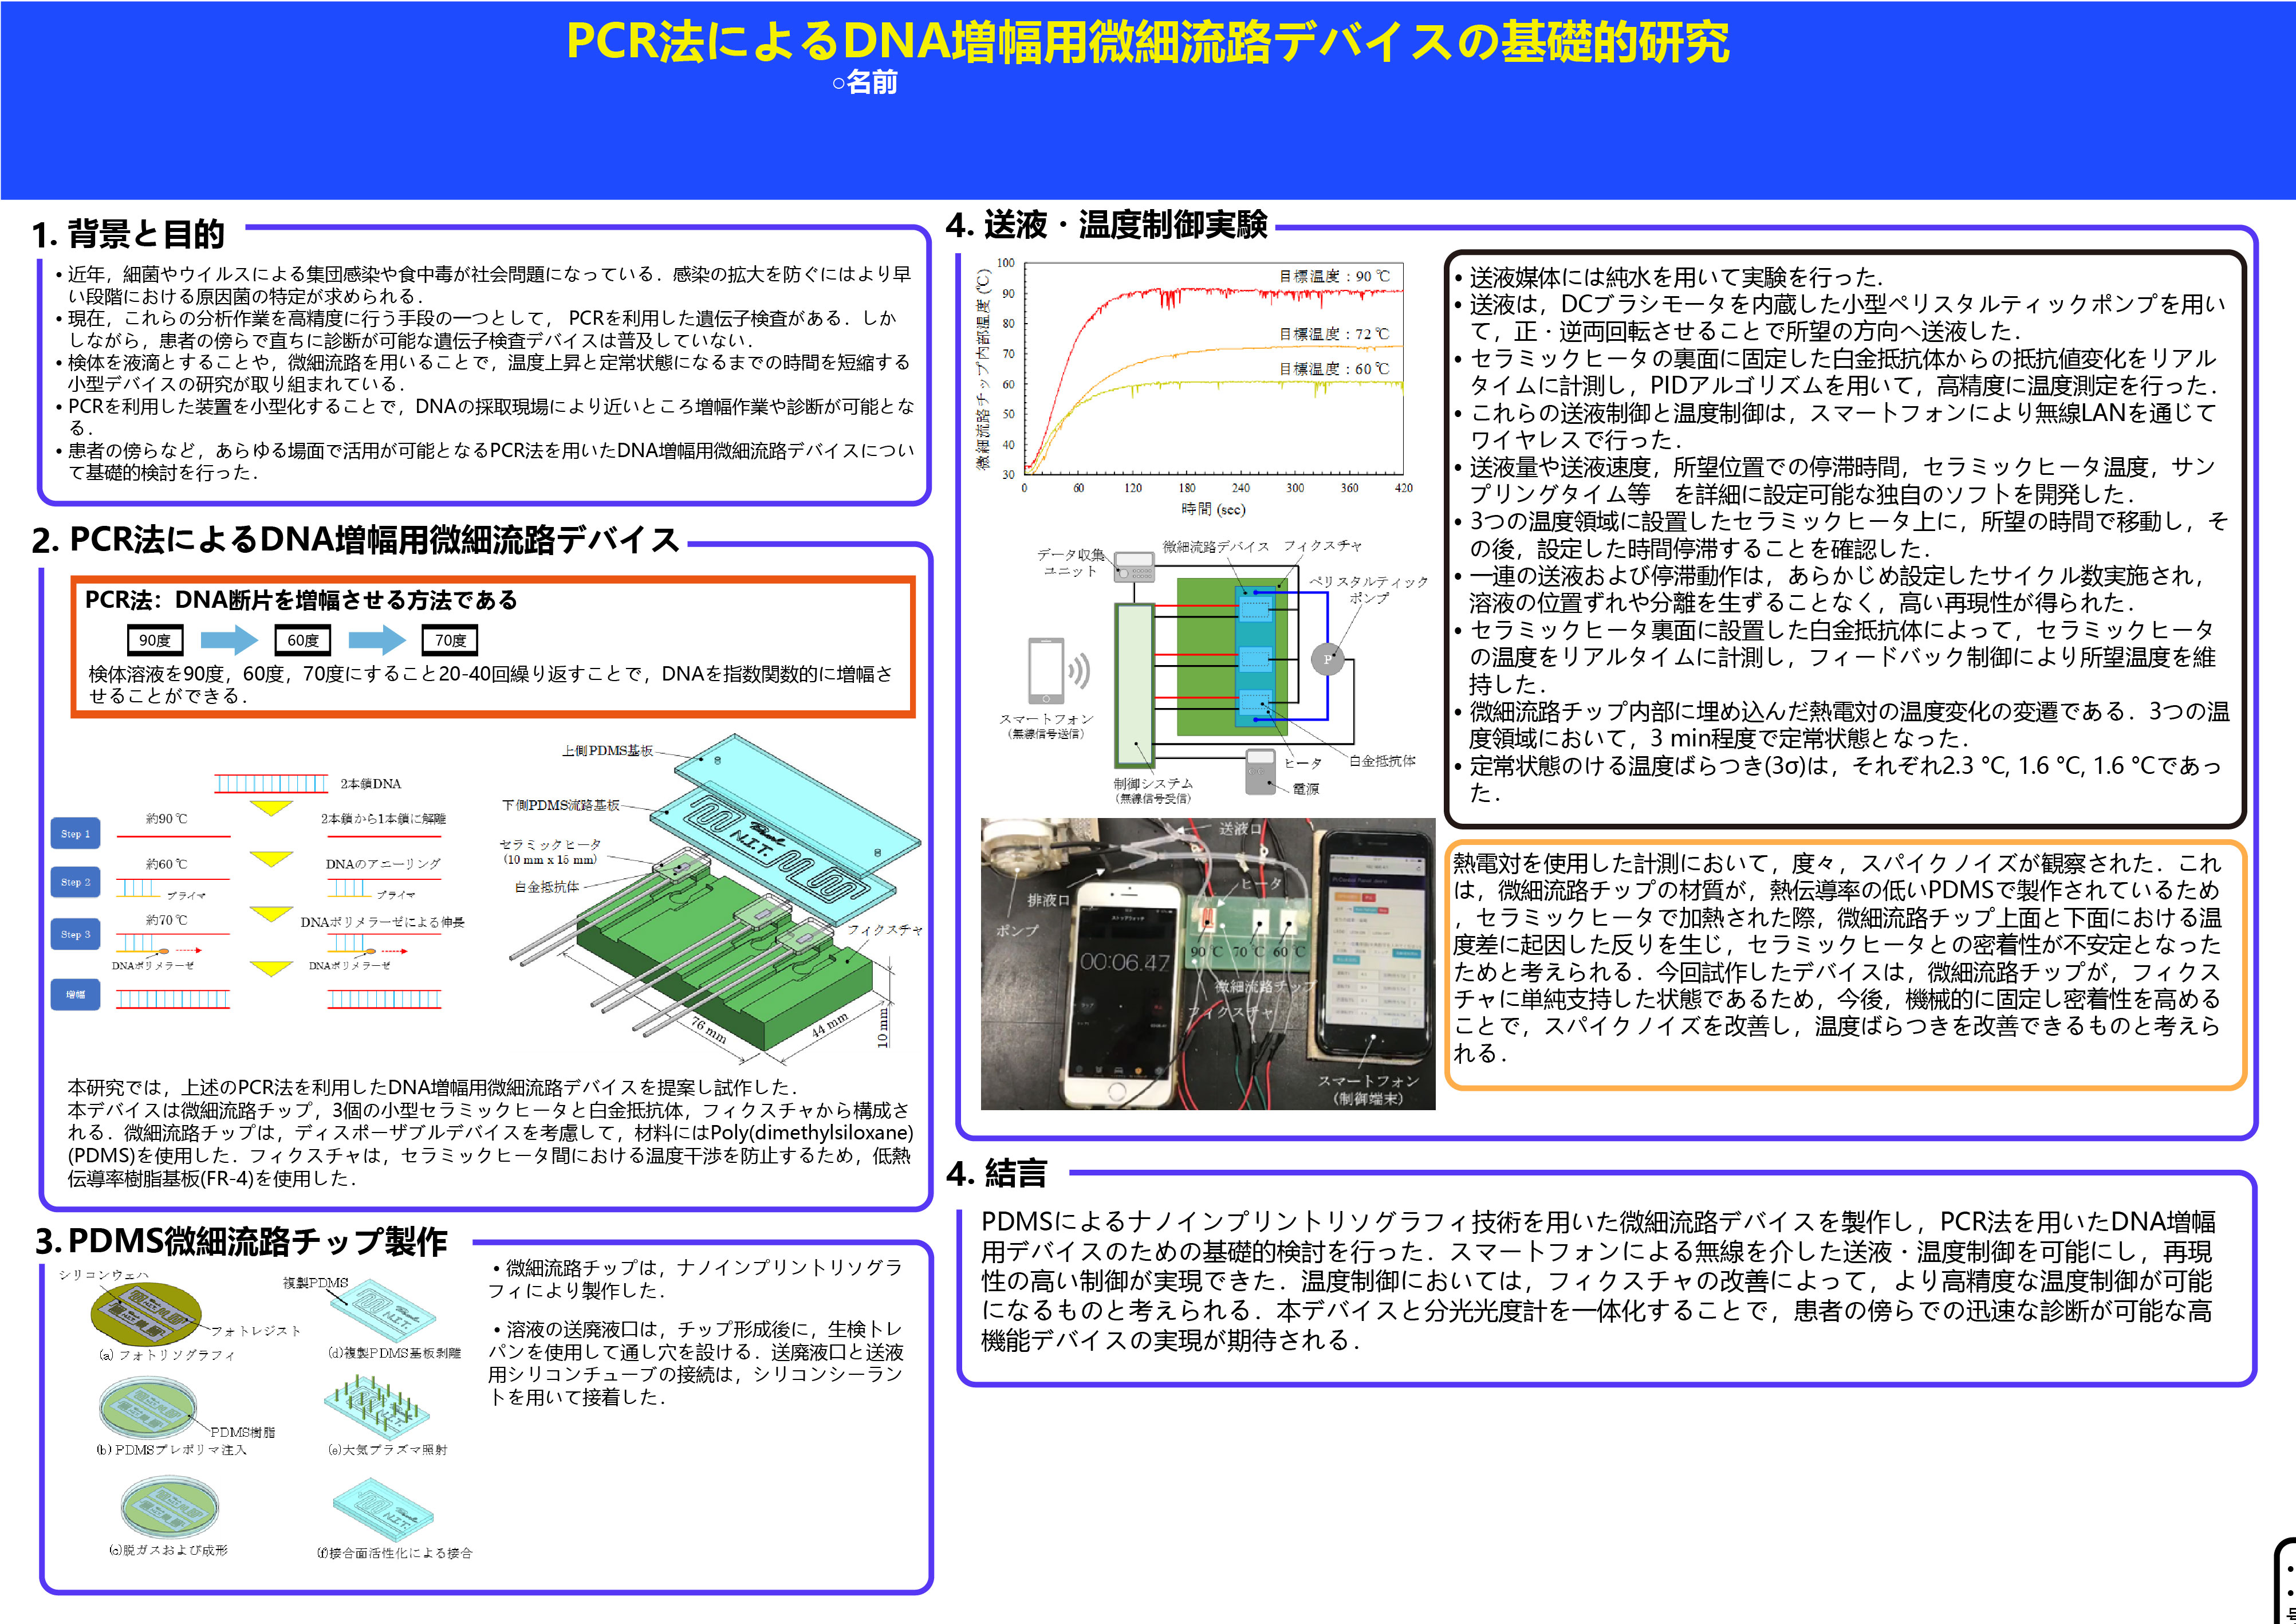 PCR法によるDNA増幅用微細流路デバイスの基礎的研究
○名前
1. 背景と目的
• 近年，細菌やウイルスによる集団感染や食中毒が社会問題になっている．感染の拡大を防ぐにはより早
い段階における原因菌の特定が求められる．
• 現在，これらの分析作業を高精度に行う手段の一つとして， PCRを利用した遺伝子検査がある．しか
しながら，患者の傍らで直ちに診断が可能な遺伝子検査デバイスは普及していない．
• 検体を液滴とすることや，微細流路を用いることで，温度上昇と定常状態になるまでの時間を短縮する
小型デバイスの研究が取り組まれている．
• PCRを利用した装置を小型化することで，DNAの採取現場により近いところ増幅作業や診断が可能とな
る．
• 患者の傍らなど，あらゆる場面で活用が可能となるPCR法を用いたDNA増幅用微細流路デバイスについ
て基礎的検討を行った．
2. PCR法によるDNA増幅用微細流路デバイス
PCR法：DNA断片を増幅させる方法である
90度
60度
70度
検体溶液を90度，60度，70度にすること20-40回繰り返すことで，DNAを指数関数的に増幅さ
せることができる．
2本鎖DNA
Step 1
約90℃
2本鎖から1本鎖に解離
Step 2
約60℃
DNAのアニーリング
プライマ
プライマ
Step 3
約70℃
DNAポリメラーゼによる伸長
DNAポリメラーゼ
DNAポリメラーゼ
増幅
上側PDMS基板
下側PDMS流路基板
セラミックヒータ
(10 mm x 15 mm)
白金抵抗体
フィクスチャ
N.I.T.
76 mm
44 mm
10 mm
本研究では，上述のPCR法を利用したDNA増幅用微細流路デバイスを提案し試作した．
本デバイスは微細流路チップ，3個の小型セラミックヒータと白金抵抗体，フィクスチャから構成さ
れる．微細流路チップは，ディスポーザブルデバイスを考慮して，材料にはPoly(dimethylsiloxane)
(PDMS)を使用した．フィクスチャは，セラミックヒータ間における温度干渉を防止するため，低熱
伝導率樹脂基板(FR-4)を使用した．
3. PDMS微細流路チップ製作
シリコンウェハ
フォトレジスト
(a) フォトリソグラフィ
複製PDMS
(d)複製PDMS基板剥離
PDMS樹脂
(b) PDMSプレポリマ注入
(e)大気プラズマ照射
(c)脱ガスおよび成形
(f)接合面活性化による接合
・微細流路チップは，ナノインプリントリソグラ
フィにより製作した．
・溶液の送廃液口は，チップ形成後に，生検トレ
パンを使用して通し穴を設ける．送廃液口と送液
用シリコンチューブの接続は，シリコンシーラン
トを用いて接着した．
4. 送液・温度制御実験
微細流路チップ内部温度 (℃)
100
90
80
70
60
50
40
30
目標温度：90℃
目標温度：72℃
目標温度：60℃
0 60 120 180 240 300 360 420
時間 (sec)
データ収集
ユニット
微細流路デバイス
フィクスチャ
ペリスタルティック
ポンプ
P
スマートフォン
（無線信号送信）
制御システム
（無線信号受信）
ヒータ
電源
白金抵抗体
送液口
ヒータ
排液口
ポンプ
90℃ 70℃ 60℃
00:06.47
微細流路チップ
フィクスチャ
スマートフォン
（制御端末）
• 送液媒体には純水を用いて実験を行った．
• 送液は，DCブラシモータを内蔵した小型ペリスタルティックポンプを用い
て，正・逆両回転させることで所望の方向へ送液した．
• セラミックヒータの裏面に固定した白金抵抗体からの抵抗値変化をリアル
タイムに計測し，PIDアルゴリズムを用いて，高精度に温度測定を行った．
• これらの送液制御と温度制御は，スマートフォンにより無線LANを通じて
ワイヤレスで行った．
• 送液量や送液速度，所望位置での停滞時間，セラミックヒータ温度，サン
プリングタイム等　を詳細に設定可能な独自のソフトを開発した．
• 3つの温度領域に設置したセラミックヒータ上に，所望の時間で移動し，そ
の後，設定した時間停滞することを確認した．
• 一連の送液および停滞動作は，あらかじめ設定したサイクル数実施され，
溶液の位置ずれや分離を生ずることなく，高い再現性が得られた．
• セラミックヒータ裏面に設置した白金抵抗体によって，セラミックヒータ
の温度をリアルタイムに計測し，フィードバック制御により所望温度を維
持した．
• 微細流路チップ内部に埋め込んだ熱電対の温度変化の変遷である．3つの温
度領域において，3 min程度で定常状態となった．
• 定常状態のける温度ばらつき(3σ)は，それぞれ2.3 °C, 1.6 °C, 1.6 °Cであっ
た．
熱電対を使用した計測において，度々，スパイクノイズが観察された．これ
は，微細流路チップの材質が，熱伝導率の低いPDMSで製作されているため
，セラミックヒータで加熱された際，微細流路チップ上面と下面における温
度差に起因した反りを生じ，セラミックヒータとの密着性が不安定となった
ためと考えられる．今回試作したデバイスは，微細流路チップが，フィクス
チャに単純支持した状態であるため，今後，機械的に固定し密着性を高める
ことで，スパイクノイズを改善し，温度ばらつきを改善できるものと考えら
れる．
4. 結言
PDMSによるナノインプリントリソグラフィ技術を用いた微細流路デバイスを製作し，PCR法を用いたDNA増幅
用デバイスのための基礎的検討を行った．スマートフォンによる無線を介した送液・温度制御を可能にし，再現
性の高い制御が実現できた．温度制御においては，フィクスチャの改善によって，より高精度な温度制御が可能
になるものと考えられる．本デバイスと分光光度計を一体化することで，患者の傍らでの迅速な診断が可能な高
機能デバイスの実現が期待される．